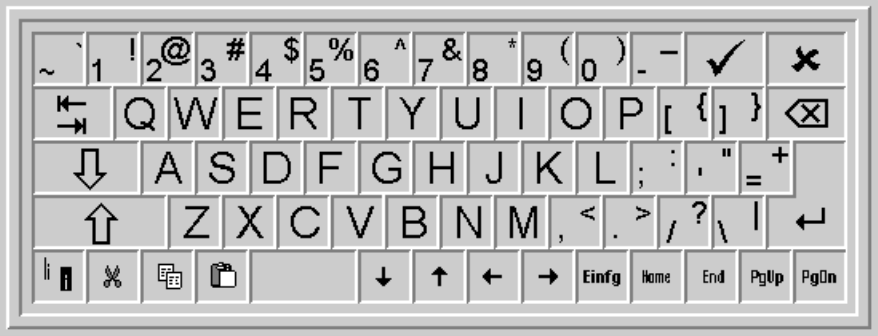 ~ ` 1 ! 2 @ 3 # 4 $ 5 % 6 ^ 7 & 8 * 9 ( 0 ) - –
Q W E R T Y U I O P [ { ] }
A S D F G H J K L ; : ' " = +
Z X C V B N M , < . > / ? \ |
Einfg Home End PgUp PgDn